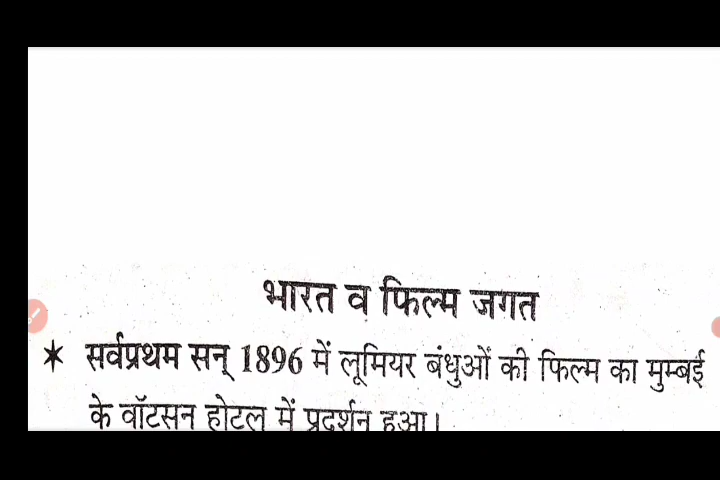 भारत व फिल्म जगत
* सर्वप्रथम सन् 1896 में लूमियर बंधुओं की फिल्म का मुम्बई
के वॉटसन होटल में प्रदर्शन हुआ।